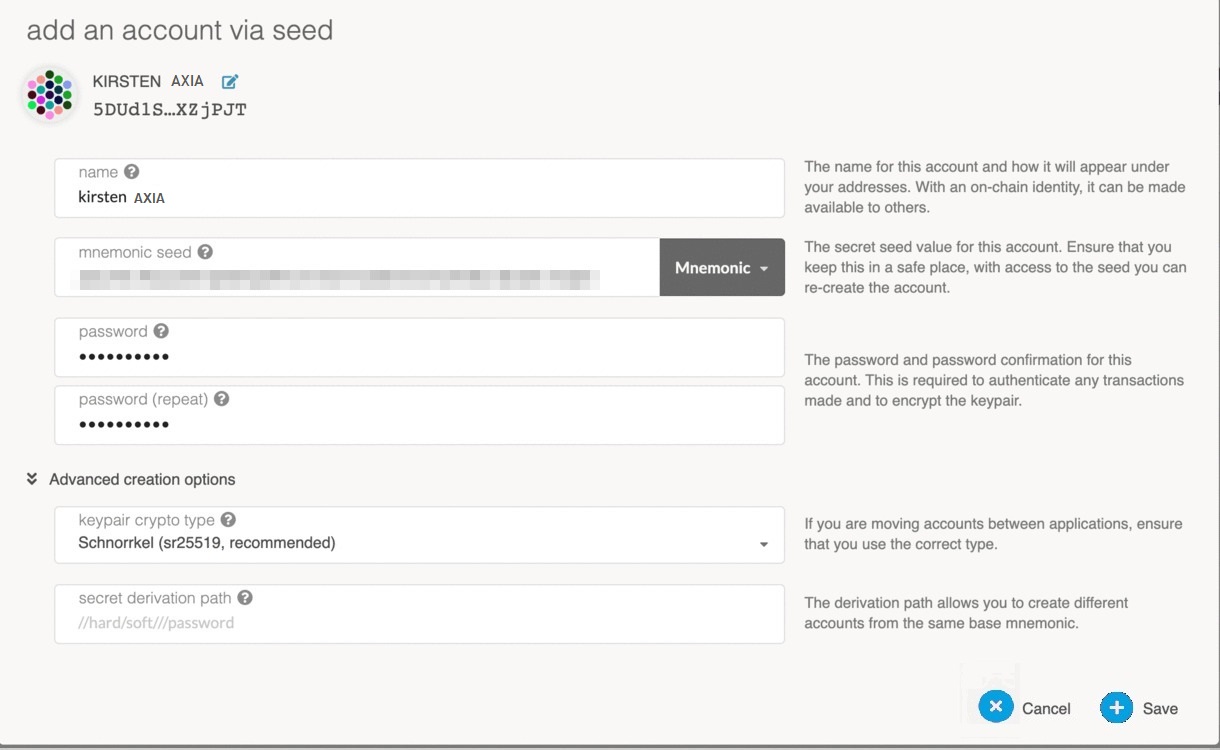 add an account via seed
KIRSTEN AXIA
5DUd1S…XZjPJT
name
kirsten AXIA
The name for this account and how it will appear under
your addresses. With an on-chain identity, it can be made
available to others.
mnemonic seed
Mnemonic
The secret seed value for this account. Ensure that you
keep this in a safe place, with access to the seed you can
re-create the account.
password
••••••••••
password (repeat)
••••••••••
The password and password confirmation for this
account. This is required to authenticate any transactions
made and to encrypt the keypair.
Advanced creation options
keypair crypto type
Schnorrkel (sr25519, recommended)
If you are moving accounts between applications, ensure
that you use the correct type.
secret derivation path
//hard/soft///password
The derivation path allows you to create different
accounts from the same base mnemonic.
Cancel
Save